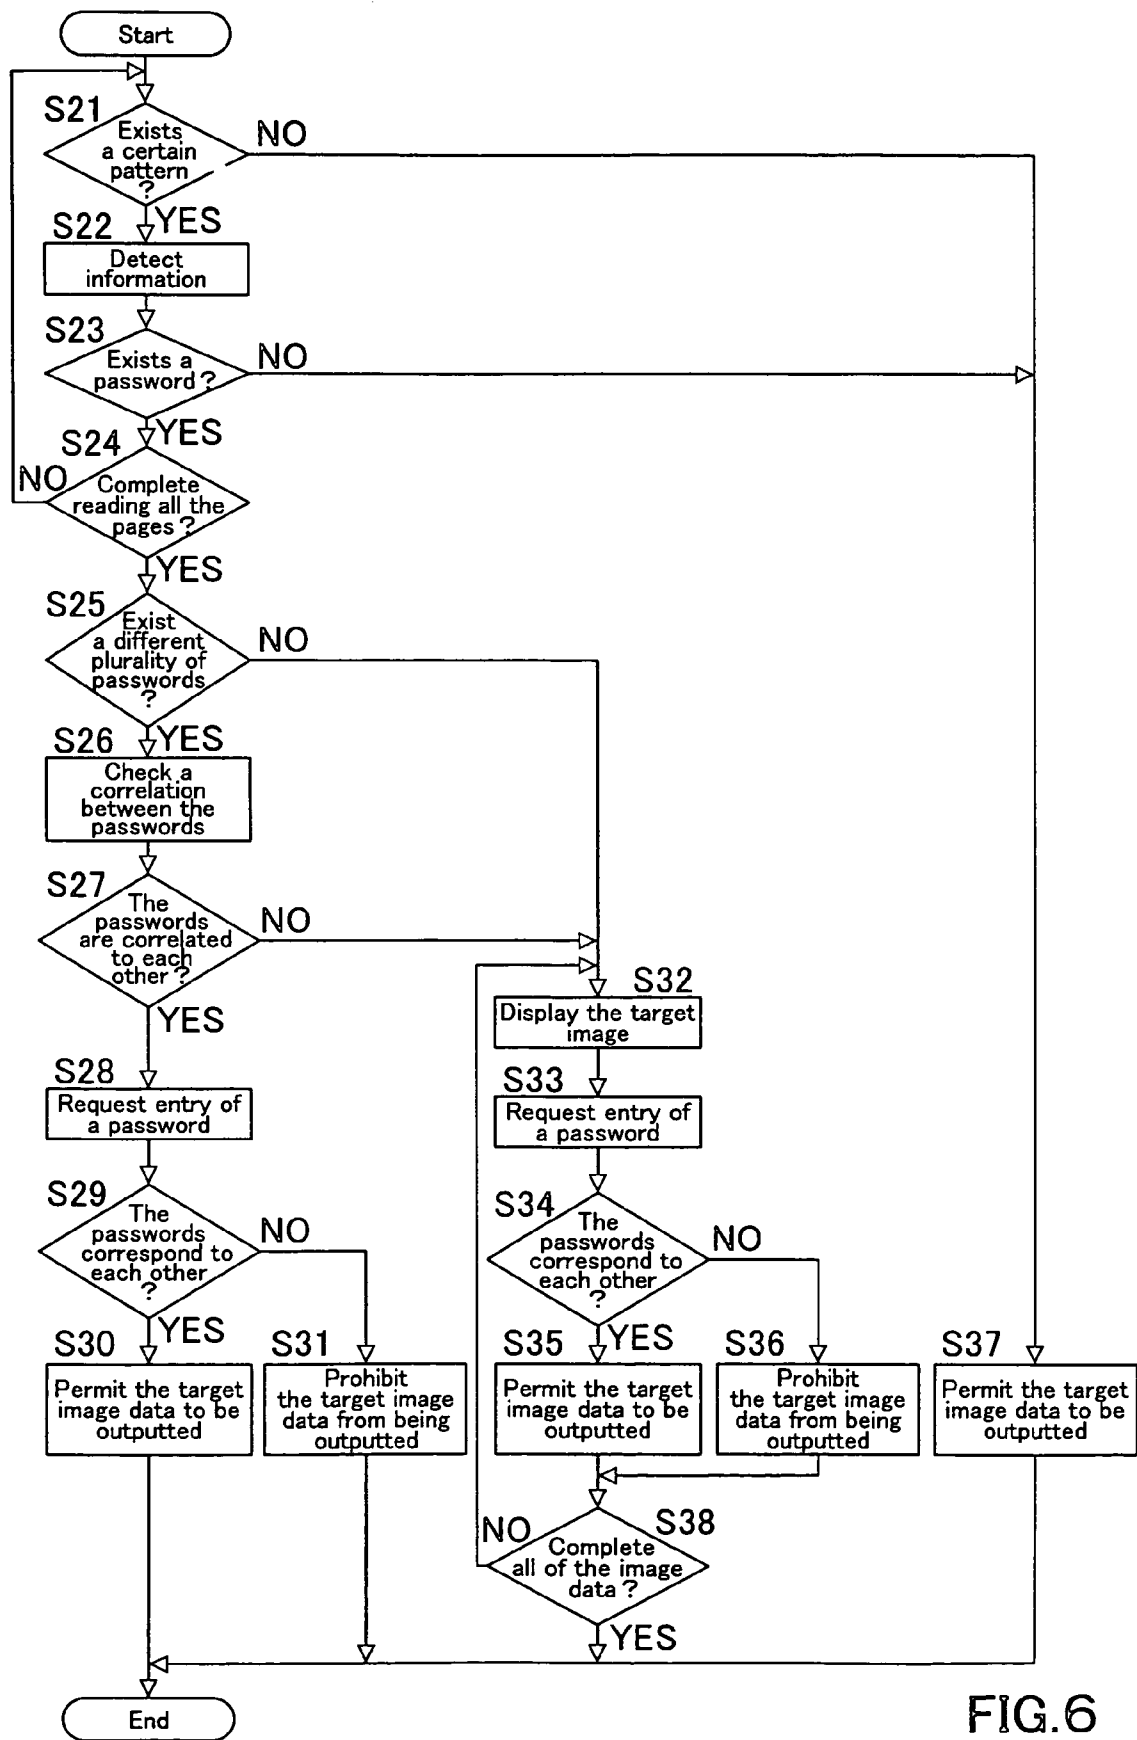 Start
S21
Exists
a certain
pattern
?
NO
YES
S22
Detect
information
S23
Exists a
password?
NO
YES
S24
NO
Complete
reading all the
pages?
YES
S25
Exist
a different
plurality of
passwords
?
NO
YES
S26
Check a
correlation
between the
passwords
S27
The
passwords
are correlated
to each
other?
NO
YES
S28
Request entry of
a password
S29
The
passwords
correspond to
each other
?
NO
YES
S30
Permit the target
image data to be
outputted
S31
Prohibit
the target image
data from being
outputted
S32
Display the target
image
S33
Request entry of
a password
S34
The
passwords
correspond to
each other
?
NO
YES
S35
Permit the target
image data to be
outputted
S36
Prohibit
the target image
data from being
outputted
S37
Permit the target
image data to be
outputted
S38
NO
Complete
all of the image
data?
YES
End
FIG.6